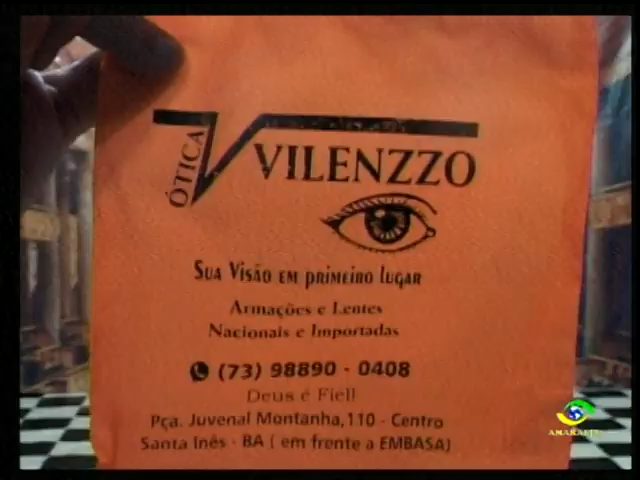 ÓTICA
VILENZZO
Sua Visão em primeiro lugar
Armações e Lentes
Nacionais e Importadas
(73) 98890 - 0408
Deus é Fiel!
Pça. Juvenal Montanha,110 - Centro
Santa Inês - BA ( em frente a EMBASA)